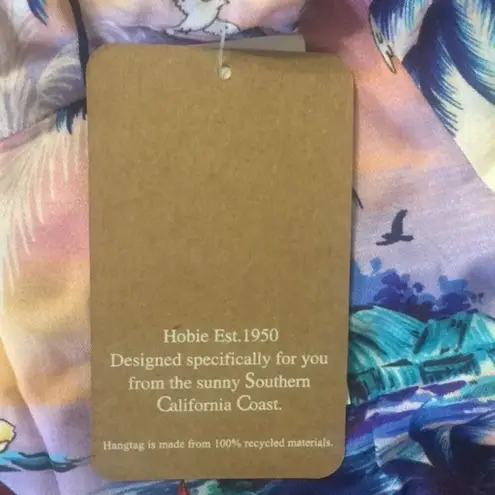 Hobie Est.1950
Designed specifically for you
from the sunny Southern
California Coast.
Hangtag is made from 100% recycled materials.